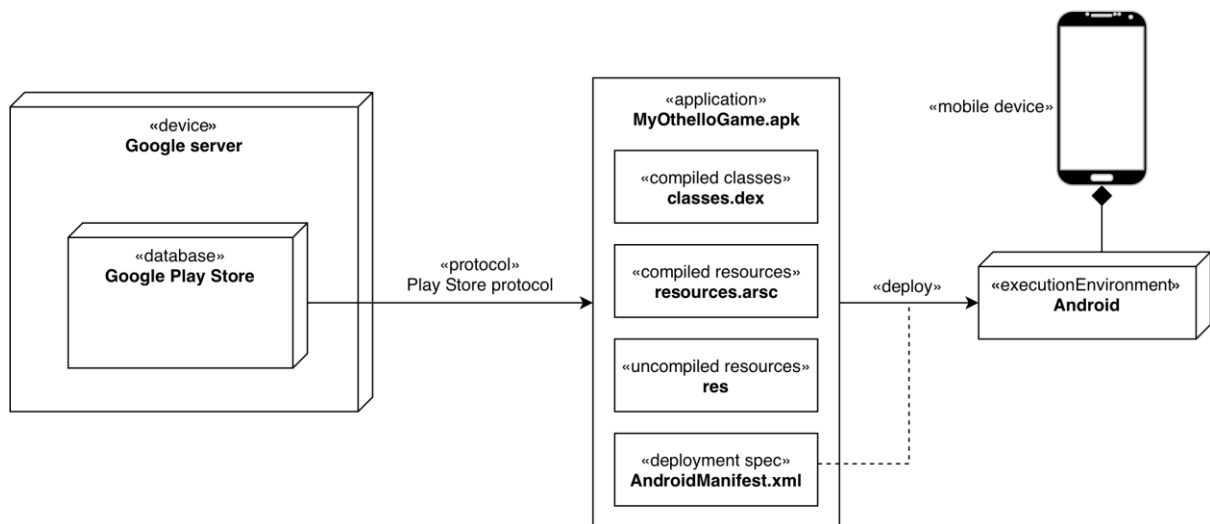 «device»
Google server
«database»
Google Play Store
«protocol»
Play Store protocol
«application»
MyOthelloGame.apk
«compiled classes»
classes.dex
«compiled resources»
resources.arsc
«uncompiled resources»
res
«deployment spec»
AndroidManifest.xml
«deploy»
«mobile device»
«executionEnvironment»
Android